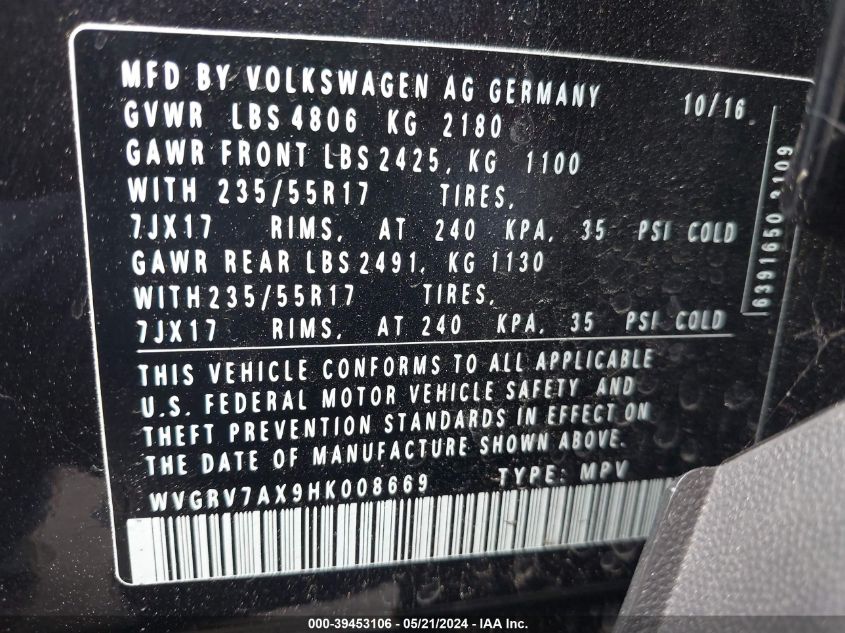 MFD BY VOLKSWAGEN AG GERMANY 10/16
GVWR LBS 4806 KG 2180
GAWR FRONT LBS 2425, KG 1100
WITH 235/55R17 TIRES,
7JX17 RIMS, AT 240 KPA, 35 PSI COLD
GAWR REAR LBS 2491, KG 1130
WITH 235/55R17 TIRES,
7JX17 RIMS, AT 240 KPA, 35 PSI COLD
6391650 2109
THIS VEHICLE CONFORMS TO ALL APPLICABLE
U.S. FEDERAL MOTOR VEHICLE SAFETY AND
THEFT PREVENTION STANDARDS IN EFFECT ON
THE DATE OF MANUFACTURE SHOWN ABOVE.
WVGRV7AX9HK008669 TYPE: MPV
000-39453106 - 05/21/2024 - IAA Inc.